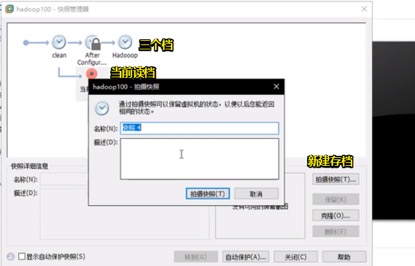 hadoop100 - 快照管理器
三个档
clean
After
Configur...
Hadooop
当前读档
hadoop100 - 拍摄快照
通过拍摄快照可以保留虚拟机的状态，以便以后您能返回
相同的状态。
名称(N):
快照 4
描述(D):
拍摄快照(T)
取消
快照详细信息
名称(N):
描述(D):
新建存档
拍摄快照(T)...
保留(K)
克隆(O)...
删除(E)
没有可用的屏幕截图
显示自动保护快照(S)
转到(G)
自动保护(A)...
关闭(C)
帮助